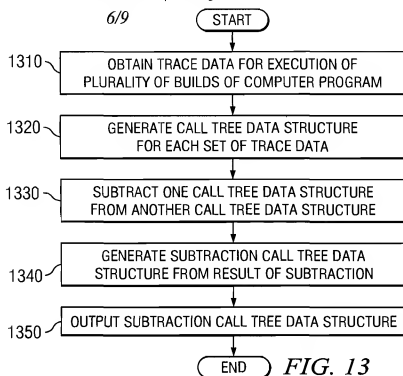 6/9
START
1310
OBTAIN TRACE DATA FOR EXECUTION OF
PLURALITY OF BUILDS OF COMPUTER PROGRAM
1320
GENERATE CALL TREE DATA STRUCTURE
FOR EACH SET OF TRACE DATA
1330
SUBTRACT ONE CALL TREE DATA STRUCTURE
FROM ANOTHER CALL TREE DATA STRUCTURE
1340
GENERATE SUBTRACTION CALL TREE DATA
STRUCTURE FROM RESULT OF SUBTRACTION
1350
OUTPUT SUBTRACTION CALL TREE DATA STRUCTURE
END
FIG. 13